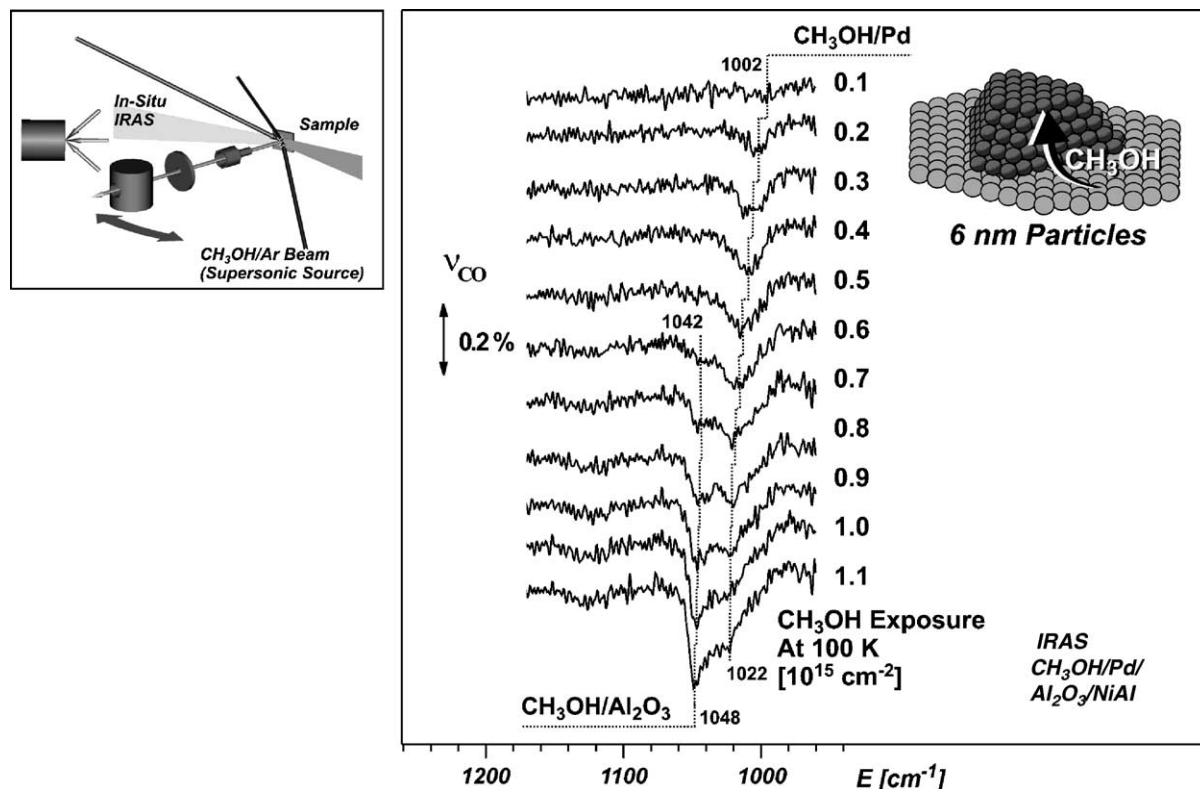 In-Situ
IRAS
Sample
CH₃OH/Ar Beam
(Supersonic Source)
CH₃OH/Pd
1002
0.1
0.2
0.3
0.4
0.5
0.6
0.7
0.8
0.9
1.0
1.1
ν_CO
0.2 %
1042
CH₃OH
6 nm Particles
CH₃OH Exposure
At 100 K
[10¹⁵ cm⁻²]
1022
CH₃OH/Al₂O₃
1048
IRAS
CH₃OH/Pd/
Al₂O₃/NiAl
1200
1100
1000
E [cm⁻¹]